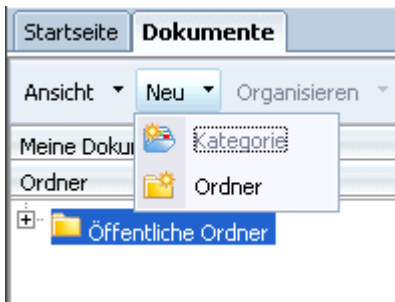 Startseite Dokumente
Ansicht Neu Organisieren
Meine Doku
Kategorie
Ordner
Ordner
Öffentliche Ordner